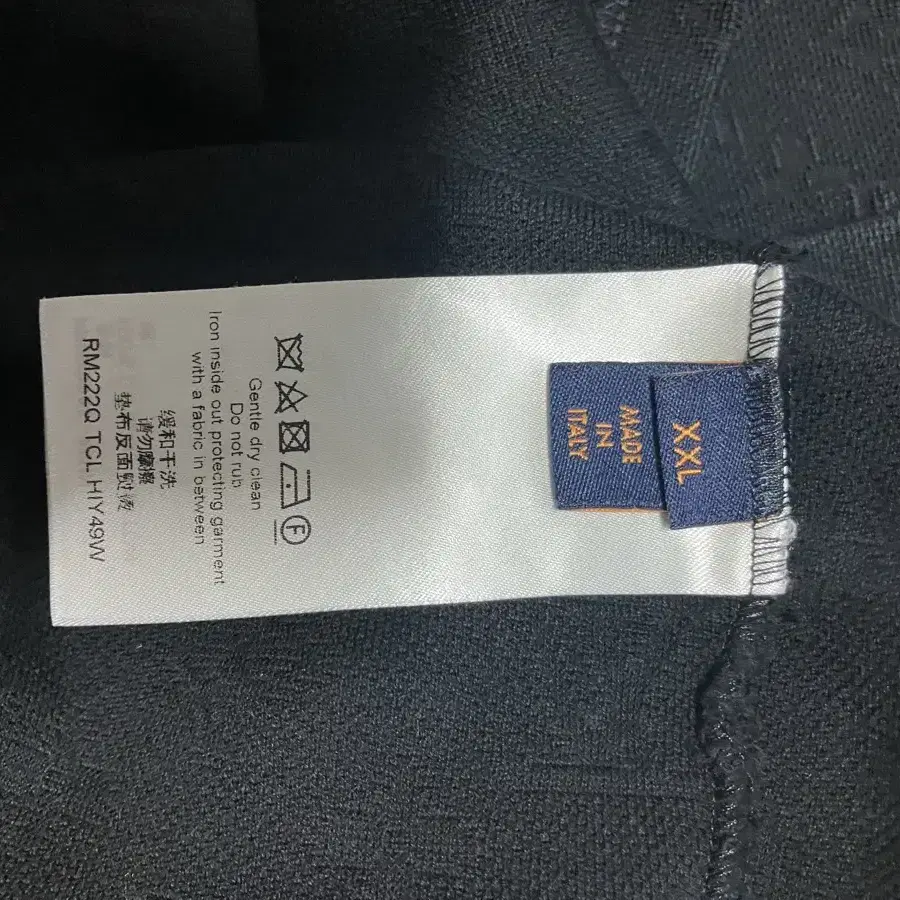 XXL
MADE
IN
ITALY
F
Gentle dry clean
Do not rub
Iron inside out protecting garment
with a fabric in between
缓和干洗
请勿摩擦
垫布反面熨烫
RM222Q TCL HIY49W